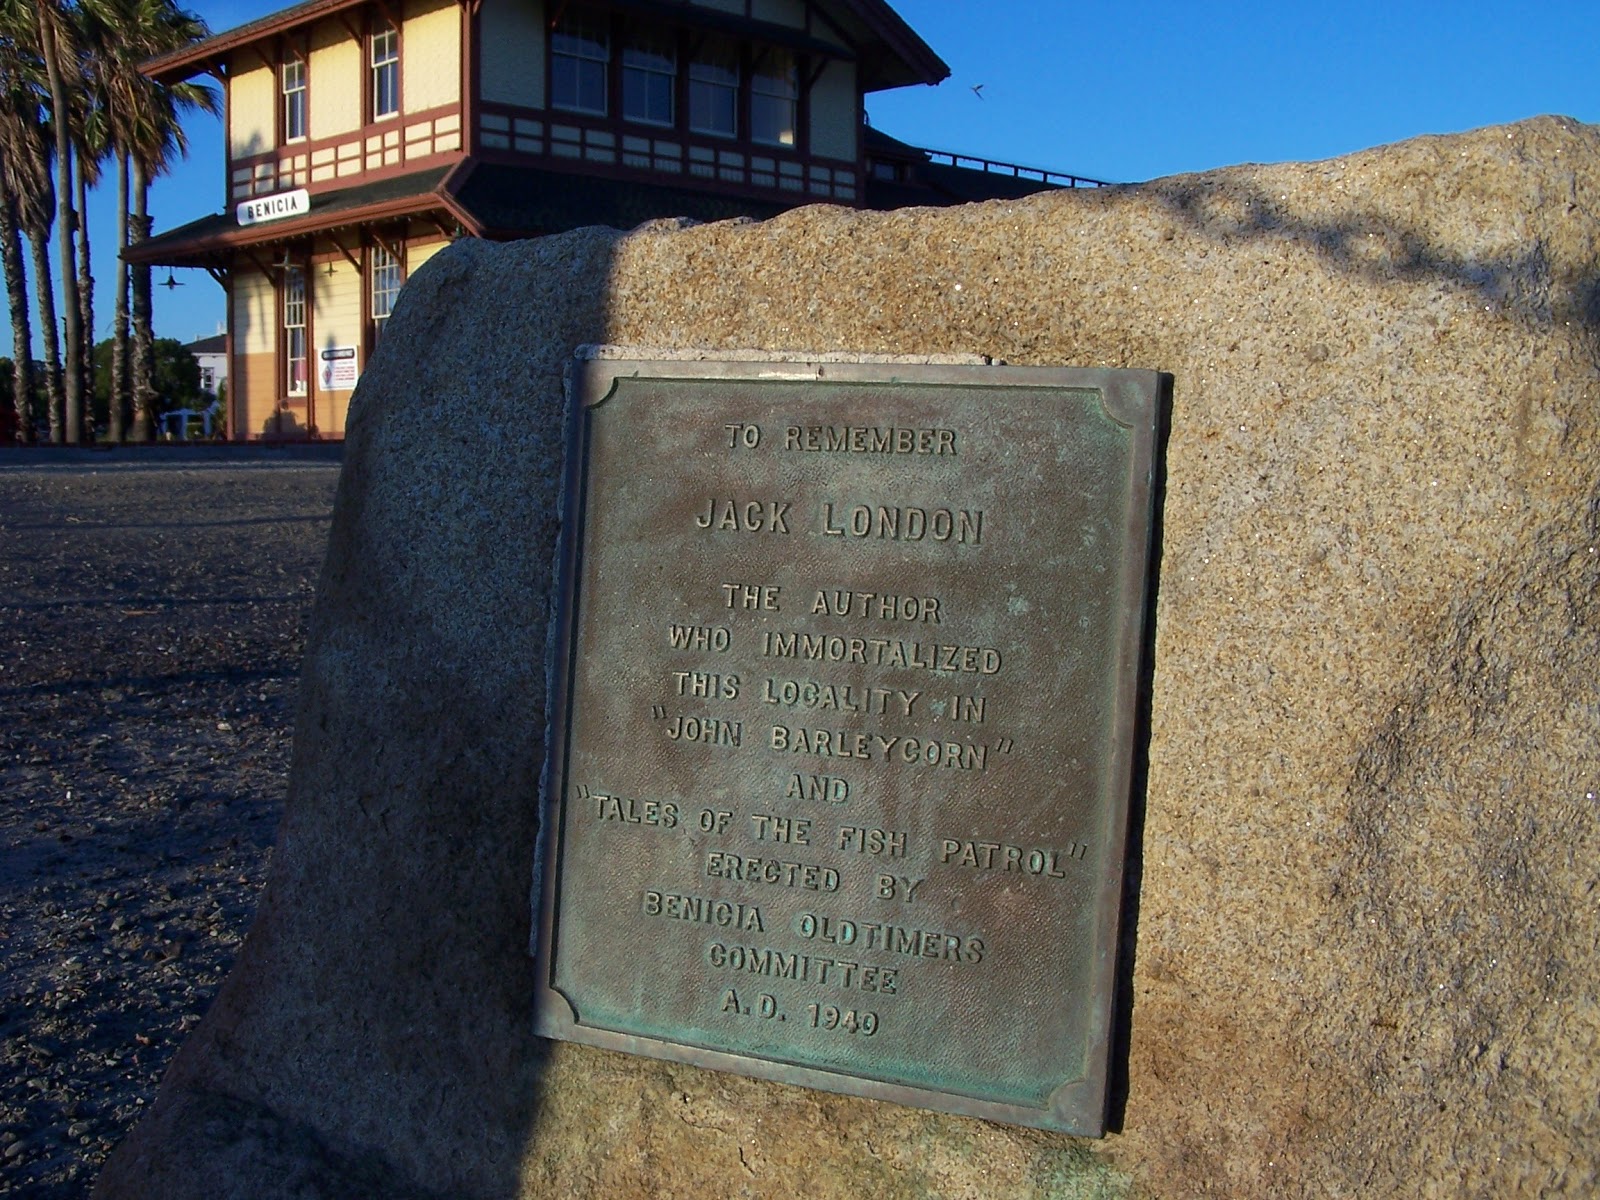 BENICIA
TO REMEMBER
JACK LONDON
THE AUTHOR
WHO IMMORTALIZED
THIS LOCALITY IN
"JOHN BARLEYCORN"
AND
"TALES OF THE FISH PATROL"
ERECTED BY
BENICIA OLDTIMERS
COMMITTEE
A.D. 1940